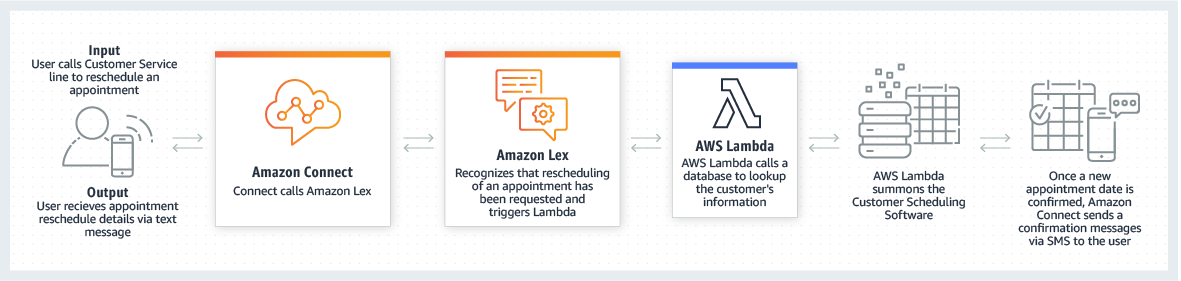 Input
User calls Customer Service
line to reschedule an
appointment
Output
User recieves appointment
reschedule details via text
message
Amazon Connect
Connect calls Amazon Lex
Amazon Lex
Recognizes that rescheduling
of an appointment has
been requested and
triggers Lambda
AWS Lambda
AWS Lambda calls a
database to lookup
the customer's
information
AWS Lambda
summons the
Customer Scheduling
Software
Once a new
appointment date is
confirmed, Amazon
Connect sends a
confirmation messages
via SMS to the user